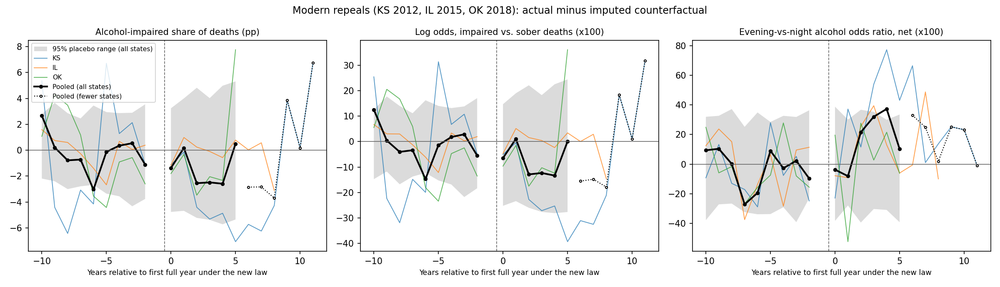 Modern repeals (KS 2012, IL 2015, OK 2018): actual minus imputed counterfactual
Alcohol-impaired share of deaths (pp)
8
6
4
2
0
−2
−4
−6
95% placebo range (all states)
KS
IL
OK
Pooled (all states)
Pooled (fewer states)
−10
−5
0
5
10
Years relative to first full year under the new law
Log odds, impaired vs. sober deaths (x100)
30
20
10
0
−10
−20
−30
−40
−10
−5
0
5
10
Years relative to first full year under the new law
Evening-vs-night alcohol odds ratio, net (x100)
80
60
40
20
0
−20
−40
−10
−5
0
5
10
Years relative to first full year under the new law